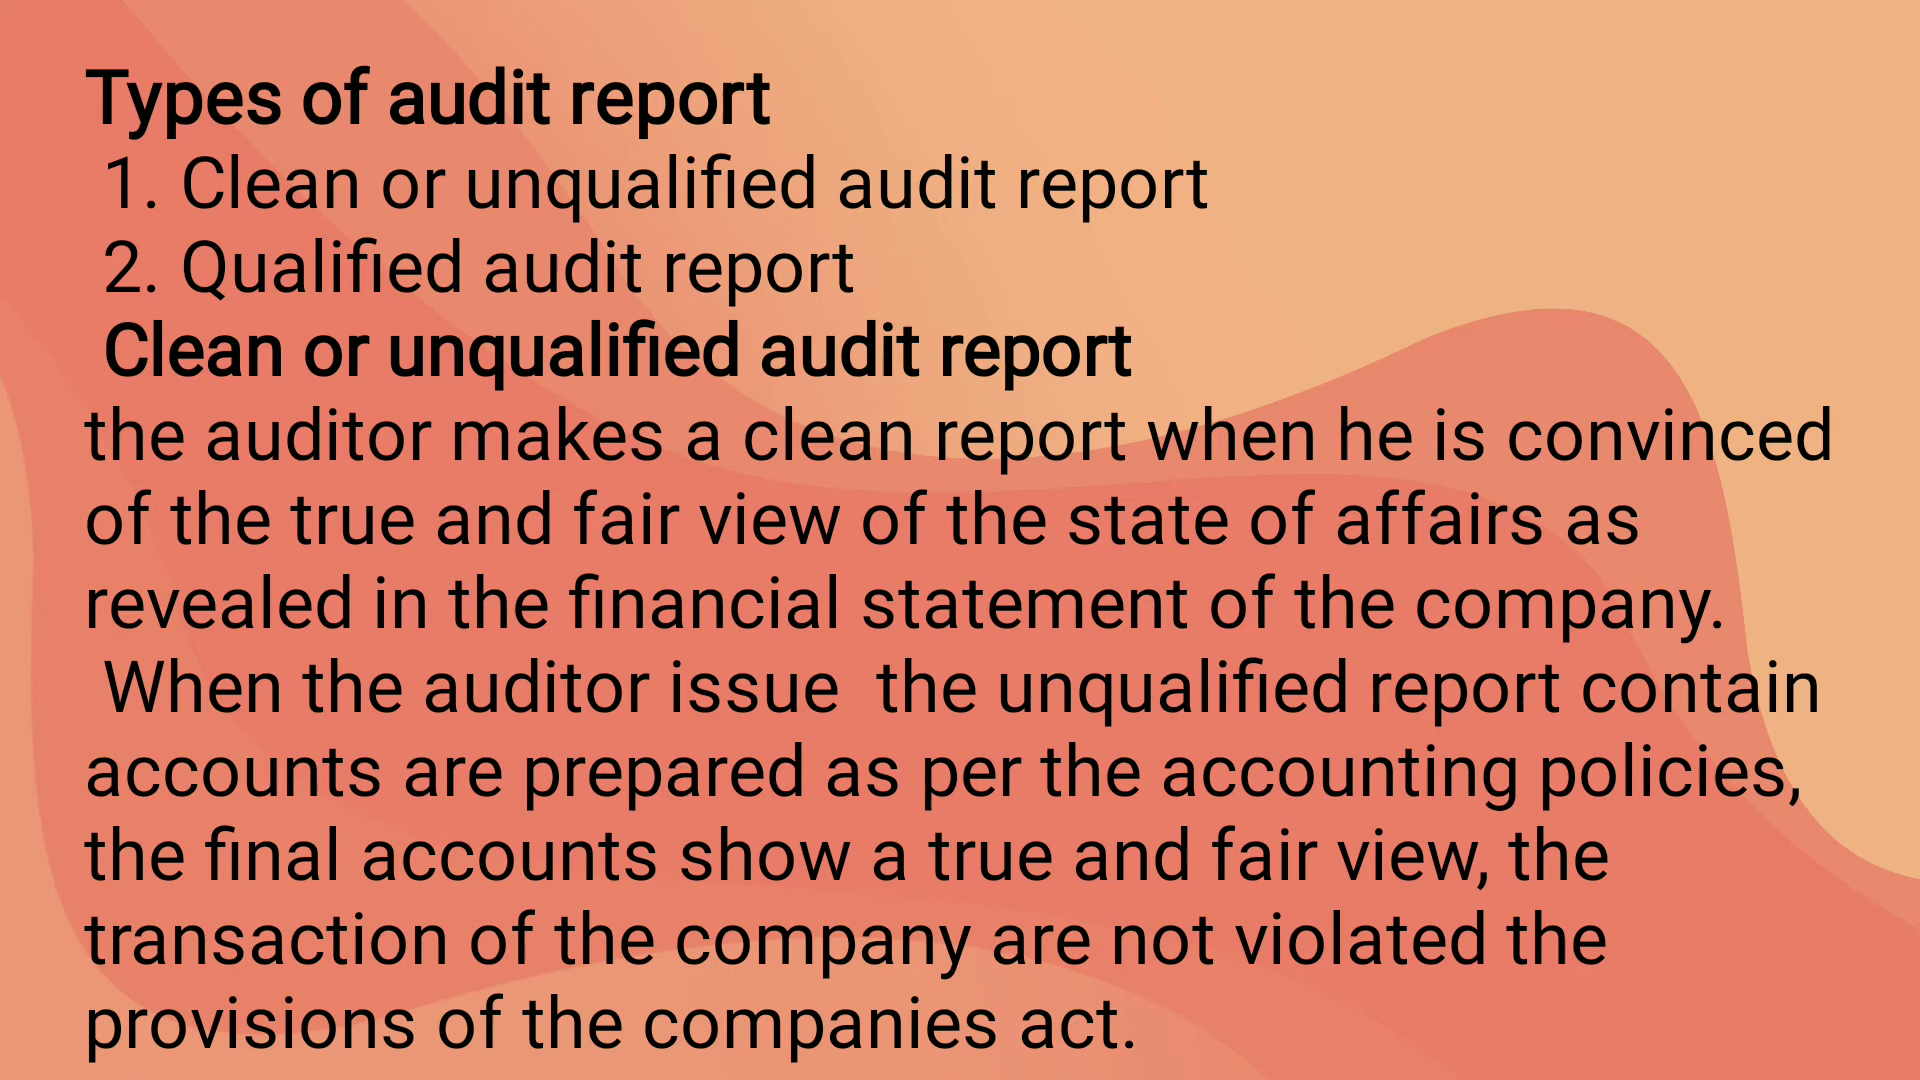 Types of audit report
1. Clean or unqualified audit report
2. Qualified audit report
Clean or unqualified audit report
the auditor makes a clean report when he is convinced
of the true and fair view of the state of affairs as
revealed in the financial statement of the company.
When the auditor issue  the unqualified report contain
accounts are prepared as per the accounting policies,
the final accounts show a true and fair view, the
transaction of the company are not violated the
provisions of the companies act.